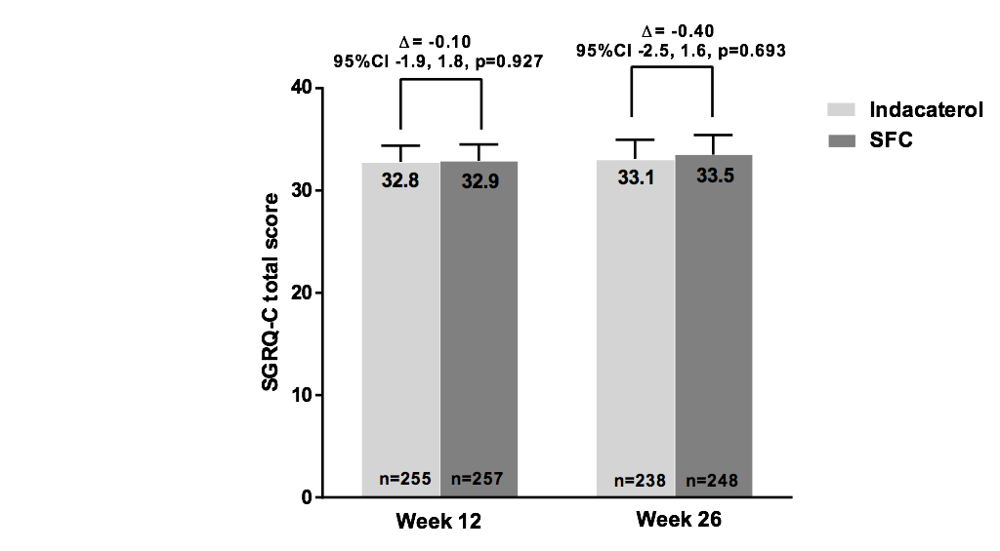 Δ= -0.10
95%CI -1.9, 1.8, p=0.927
Δ= -0.40
95%CI -2.5, 1.6, p=0.693
Indacaterol
SFC
SGRQ-C total score
40
30
20
10
0
32.8
32.9
33.1
33.5
n=255
n=257
n=238
n=248
Week 12
Week 26